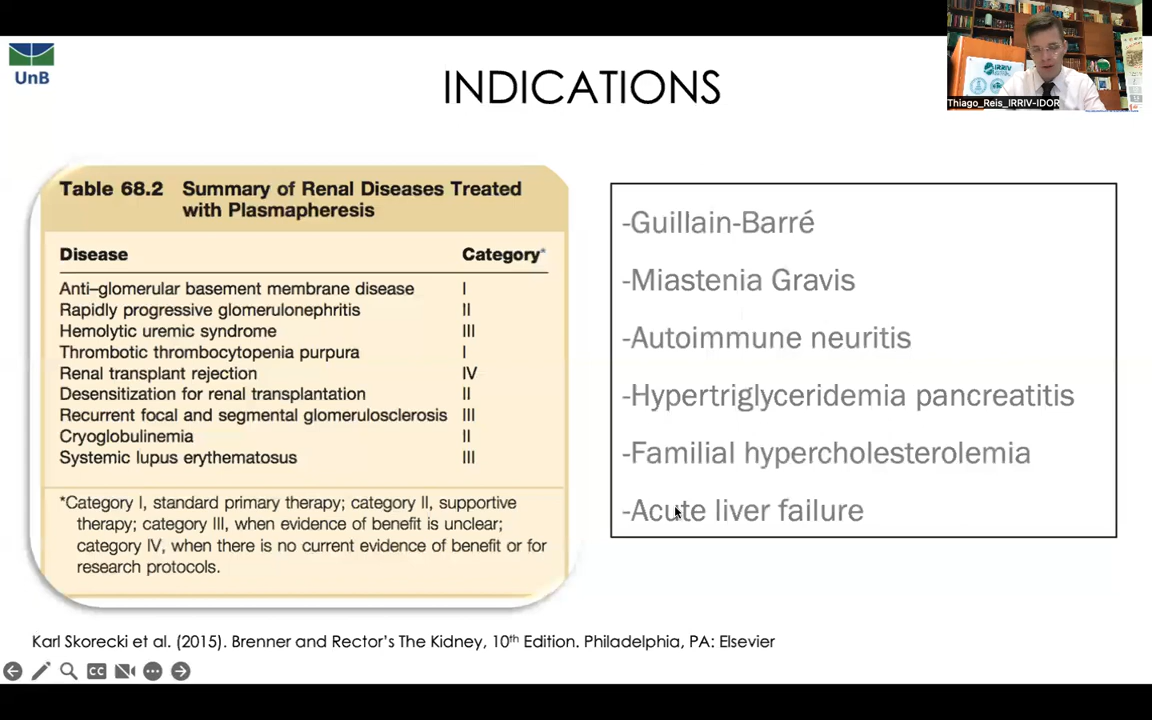 UnB
INDICATIONS
IRRIV
Thiago_Reis_IRRIV-IDOR
Table 68.2 Summary of Renal Diseases Treated
with Plasmapheresis
Disease Category*
Anti–glomerular basement membrane disease I
Rapidly progressive glomerulonephritis II
Hemolytic uremic syndrome III
Thrombotic thrombocytopenia purpura I
Renal transplant rejection IV
Desensitization for renal transplantation II
Recurrent focal and segmental glomerulosclerosis III
Cryoglobulinemia II
Systemic lupus erythematosus III
*Category I, standard primary therapy; category II, supportive
therapy; category III, when evidence of benefit is unclear;
category IV, when there is no current evidence of benefit or for
research protocols.
-Guillain-Barré
-Miastenia Gravis
-Autoimmune neuritis
-Hypertriglyceridemia pancreatitis
-Familial hypercholesterolemia
-Acute liver failure
Karl Skorecki et al. (2015). Brenner and Rector's The Kidney, 10th Edition. Philadelphia, PA: Elsevier
CC